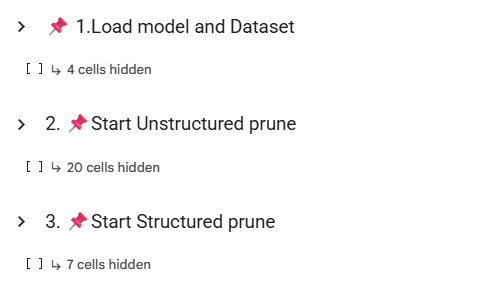 📌 1.Load model and Dataset
[ ] ↳ 4 cells hidden
2. 📌Start Unstructured prune
[ ] ↳ 20 cells hidden
3. 📌Start Structured prune
[ ] ↳ 7 cells hidden